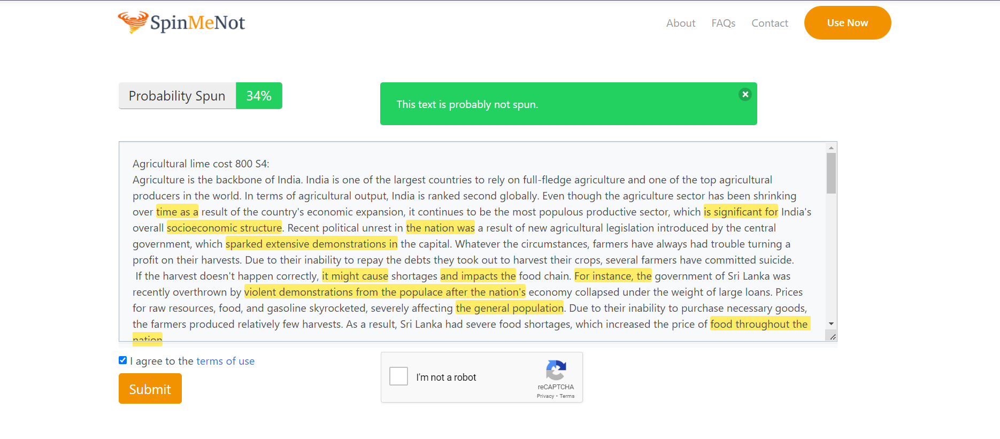 SpinMeNot
About FAQs Contact Use Now
Probability Spun 34%
This text is probably not spun.
Agricultural lime cost 800 S4:
Agriculture is the backbone of India. India is one of the largest countries to rely on full-fledge agriculture and one of the top agricultural
producers in the world. In terms of agricultural output, India is ranked second globally. Even though the agriculture sector has been shrinking
over time as a result of the country's economic expansion, it continues to be the most populous productive sector, which is significant for India's
overall socioeconomic structure. Recent political unrest in the nation was a result of new agricultural legislation introduced by the central
government, which sparked extensive demonstrations in the capital. Whatever the circumstances, farmers have always had trouble turning a
profit on their harvests. Due to their inability to repay the debts they took out to harvest their crops, several farmers have committed suicide.
If the harvest doesn't happen correctly, it might cause shortages and impacts the food chain. For instance, the government of Sri Lanka was
recently overthrown by violent demonstrations from the populace after the nation's economy collapsed under the weight of large loans. Prices
for raw resources, food, and gasoline skyrocketed, severely affecting the general population. Due to their inability to purchase necessary goods,
the farmers produced relatively few harvests. As a result, Sri Lanka had severe food shortages, which increased the price of food throughout the
nation
I agree to the terms of use
Submit
I'm not a robot
reCAPTCHA
Privacy - Terms